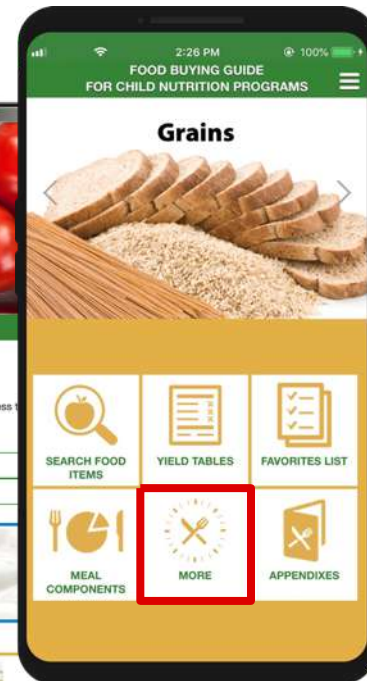 2:26 PM
100%
FOOD BUYING GUIDE
FOR CHILD NUTRITION PROGRAMS
Grains
SEARCH FOOD
ITEMS
YIELD TABLES
FAVORITES LIST
MEAL
COMPONENTS
MORE
APPENDIXES